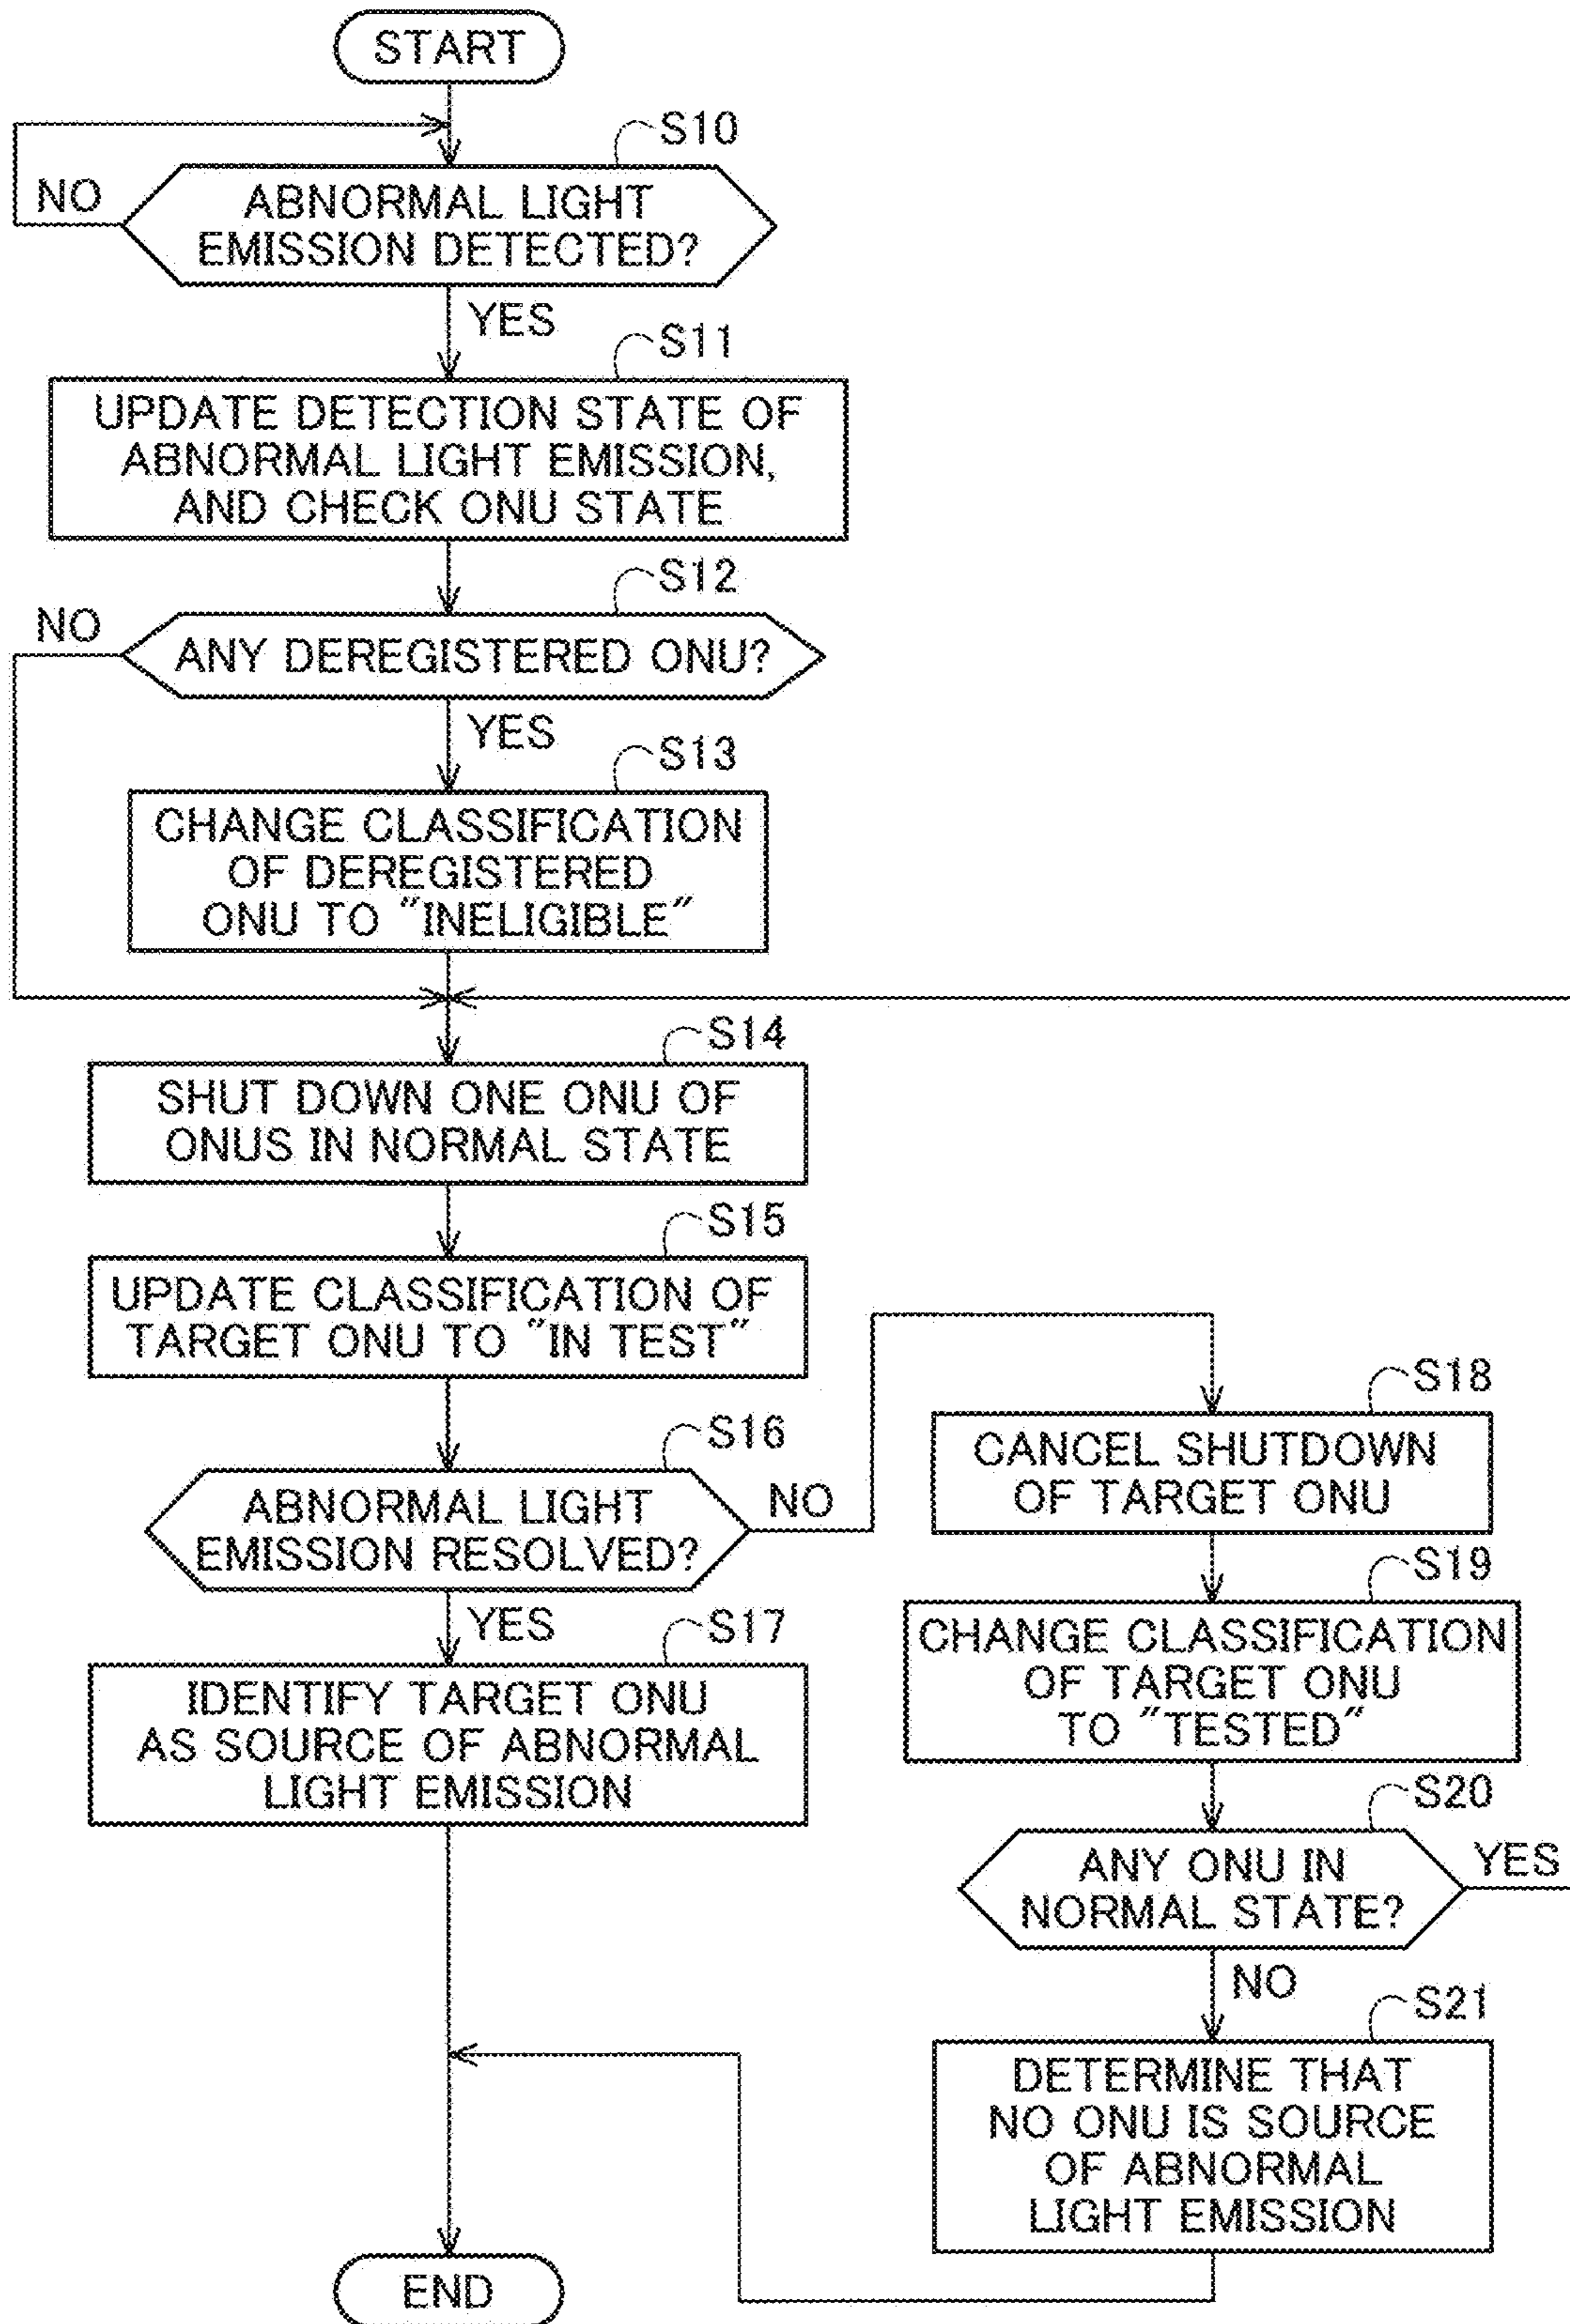 START
S10
NO
ABNORMAL LIGHT
EMISSION DETECTED?
YES
S11
UPDATE DETECTION STATE OF
ABNORMAL LIGHT EMISSION,
AND CHECK ONU STATE
S12
NO
ANY DEREGISTERED ONU?
YES
S13
CHANGE CLASSIFICATION
OF DEREGISTERED
ONU TO "INELIGIBLE"
S14
SHUT DOWN ONE ONU OF
ONUS IN NORMAL STATE
S15
UPDATE CLASSIFICATION OF
TARGET ONU TO "IN TEST"
S16
ABNORMAL LIGHT
EMISSION RESOLVED?
NO
YES
S17
IDENTIFY TARGET ONU
AS SOURCE OF ABNORMAL
LIGHT EMISSION
S18
CANCEL SHUTDOWN
OF TARGET ONU
S19
CHANGE CLASSIFICATION
OF TARGET ONU
TO "TESTED"
S20
ANY ONU IN
NORMAL STATE?
YES
NO
S21
DETERMINE THAT
NO ONU IS SOURCE
OF ABNORMAL
LIGHT EMISSION
END